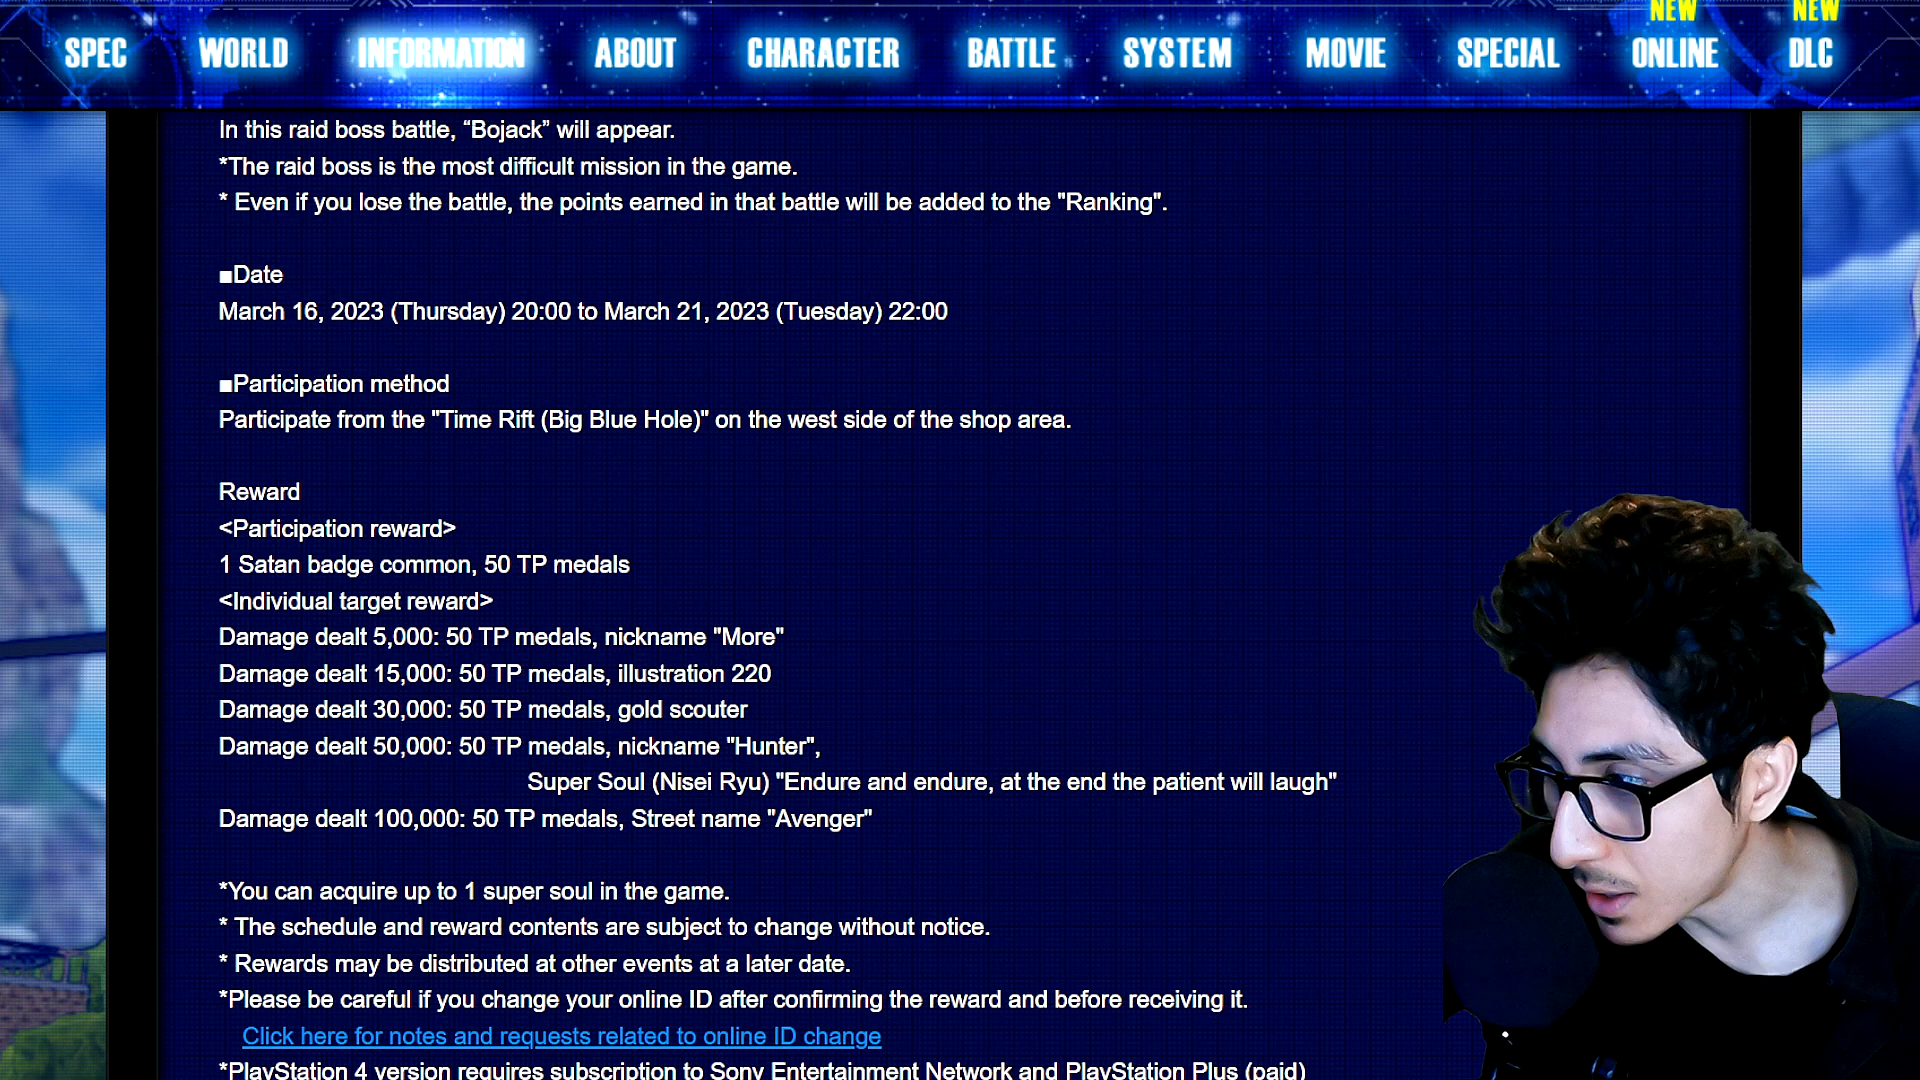 NEW NEW
SPEC WORLD INFORMATION ABOUT CHARACTER BATTLE SYSTEM MOVIE SPECIAL ONLINE DLC
In this raid boss battle, “Bojack” will appear.
*The raid boss is the most difficult mission in the game.
* Even if you lose the battle, the points earned in that battle will be added to the "Ranking".
■Date
March 16, 2023 (Thursday) 20:00 to March 21, 2023 (Tuesday) 22:00
■Participation method
Participate from the "Time Rift (Big Blue Hole)" on the west side of the shop area.
Reward
<Participation reward>
1 Satan badge common, 50 TP medals
<Individual target reward>
Damage dealt 5,000: 50 TP medals, nickname "More"
Damage dealt 15,000: 50 TP medals, illustration 220
Damage dealt 30,000: 50 TP medals, gold scouter
Damage dealt 50,000: 50 TP medals, nickname "Hunter",
Super Soul (Nisei Ryu) "Endure and endure, at the end the patient will laugh"
Damage dealt 100,000: 50 TP medals, Street name "Avenger"
*You can acquire up to 1 super soul in the game.
* The schedule and reward contents are subject to change without notice.
* Rewards may be distributed at other events at a later date.
*Please be careful if you change your online ID after confirming the reward and before receiving it.
Click here for notes and requests related to online ID change
*PlayStation 4 version requires subscription to Sony Entertainment Network and PlayStation Plus (paid)